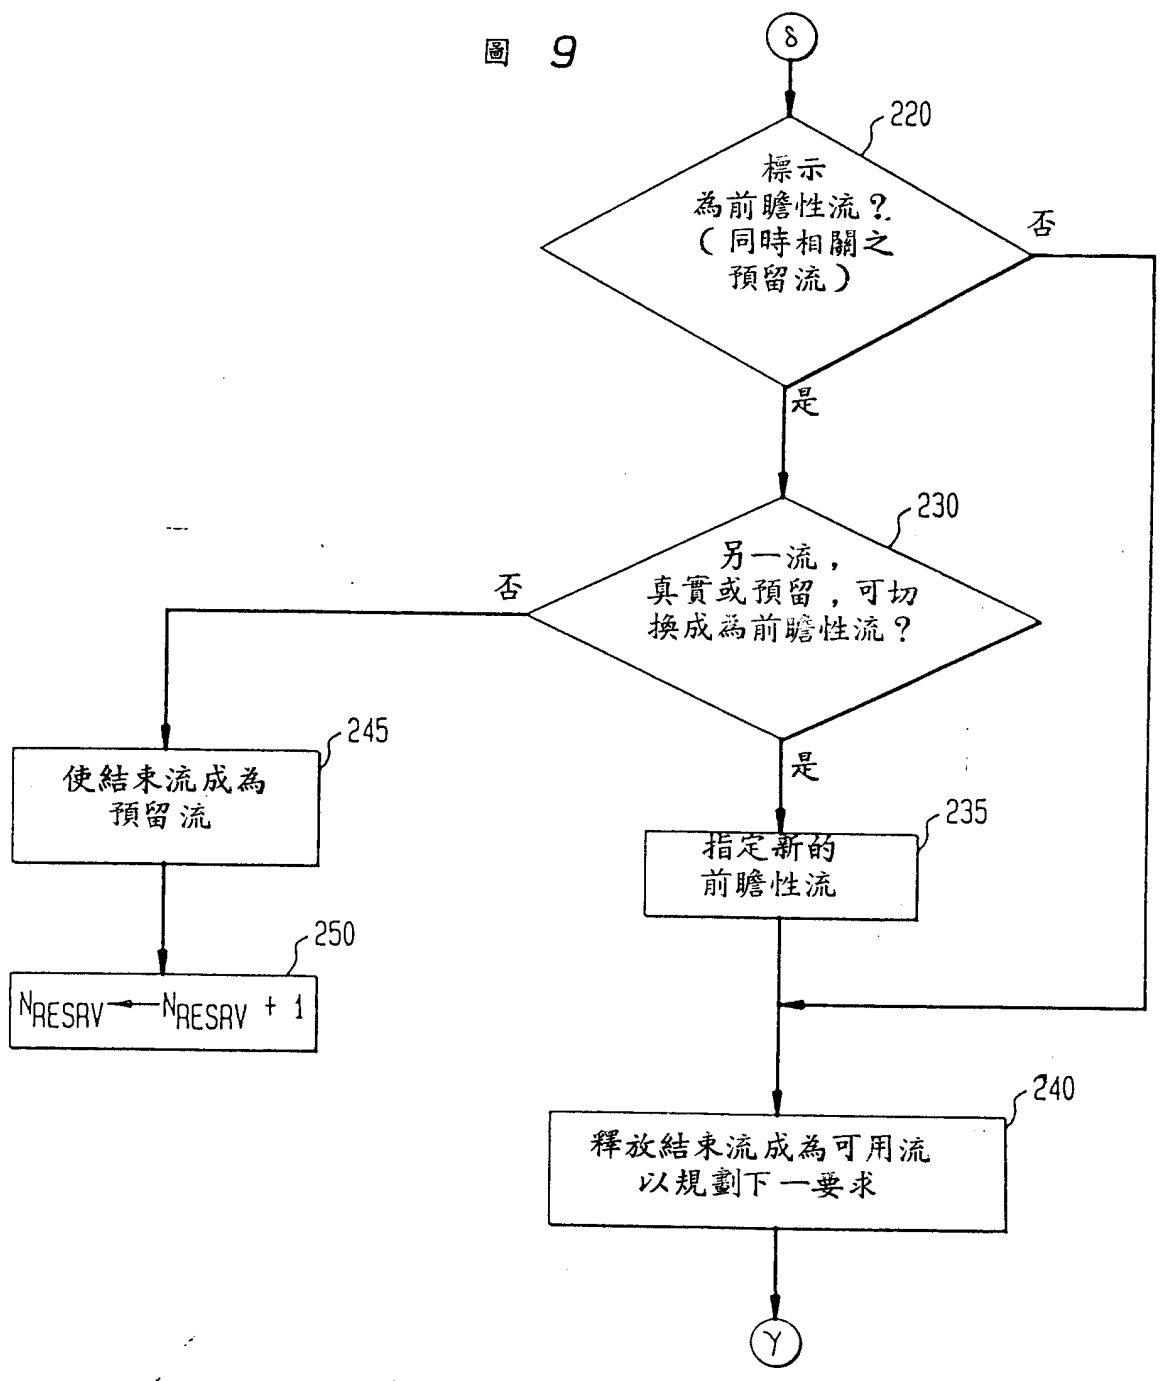 圖 9
δ
220
標示
為前瞻性流?
(同時相關之
預留流)
否
是
230
另一流,
真實或預留,可切
換成為前瞻性流?
否
是
245
使結束流成為
預留流
235
指定新的
前瞻性流
250
NRESRV ← NRESRV + 1
240
釋放結束流成為可用流
以規劃下一要求
γ